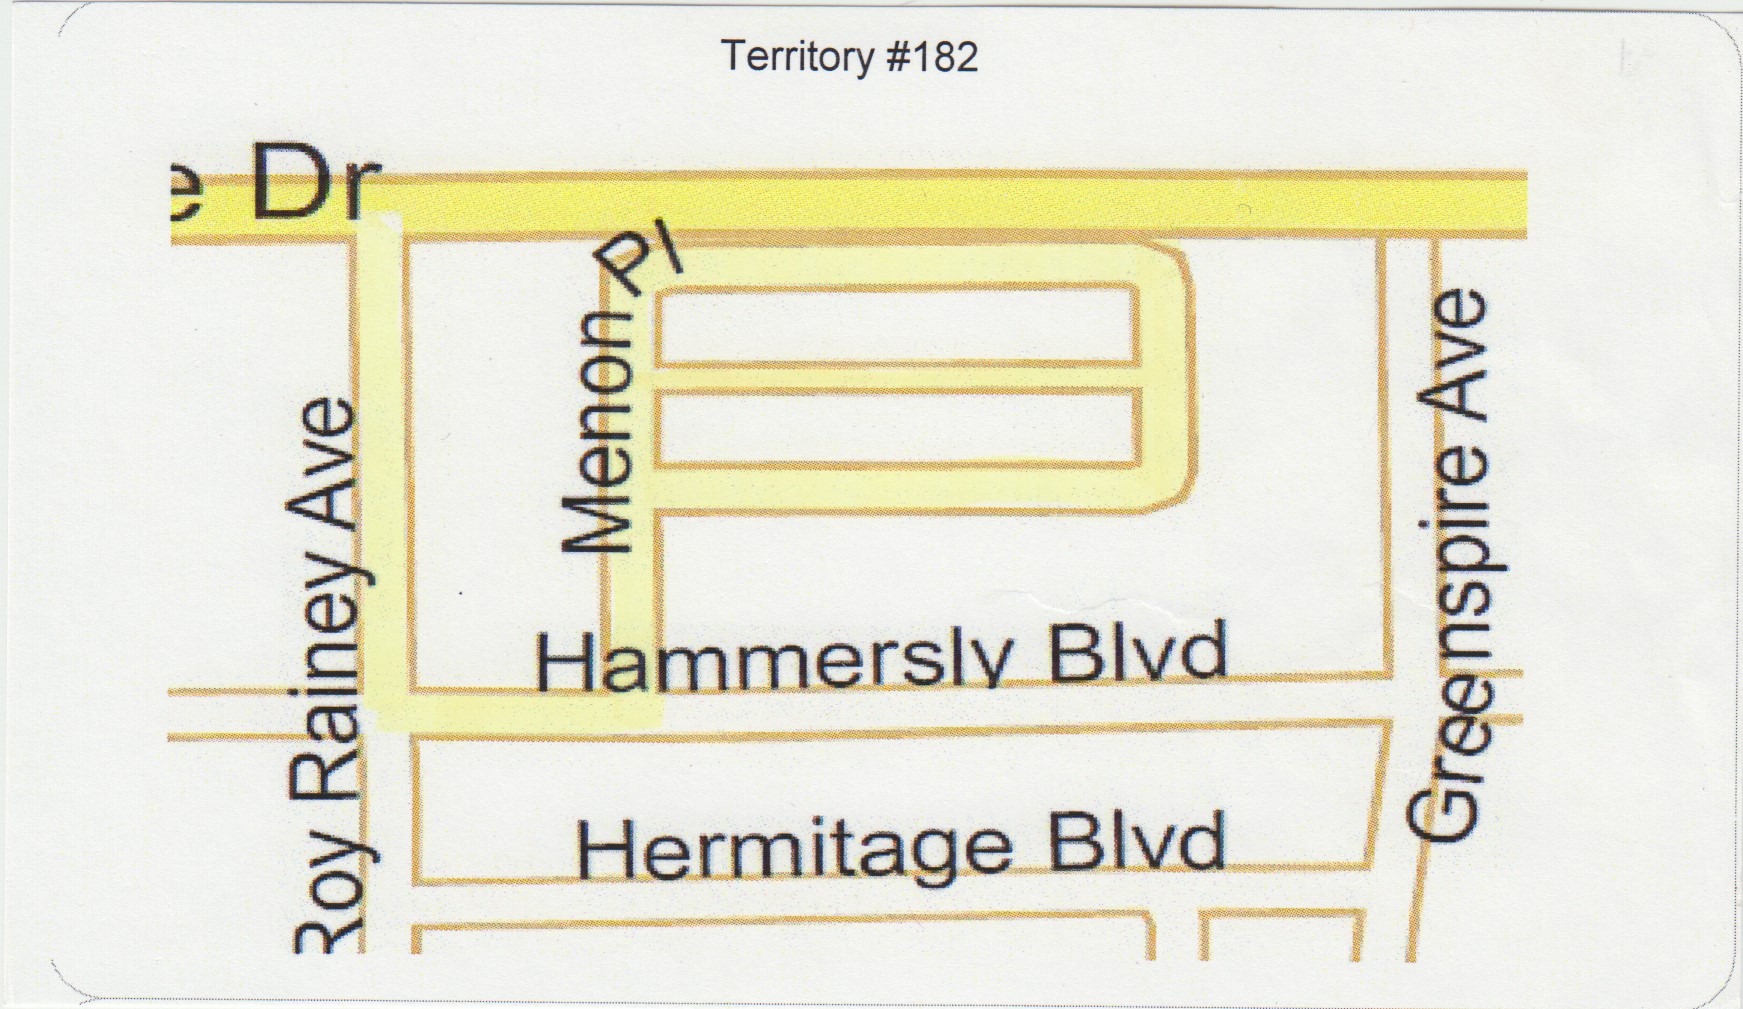 Territory #182
e Dr
Menon Pl
Roy Rainey Ave
Greenspire Ave
Hammersly Blvd
Hermitage Blvd